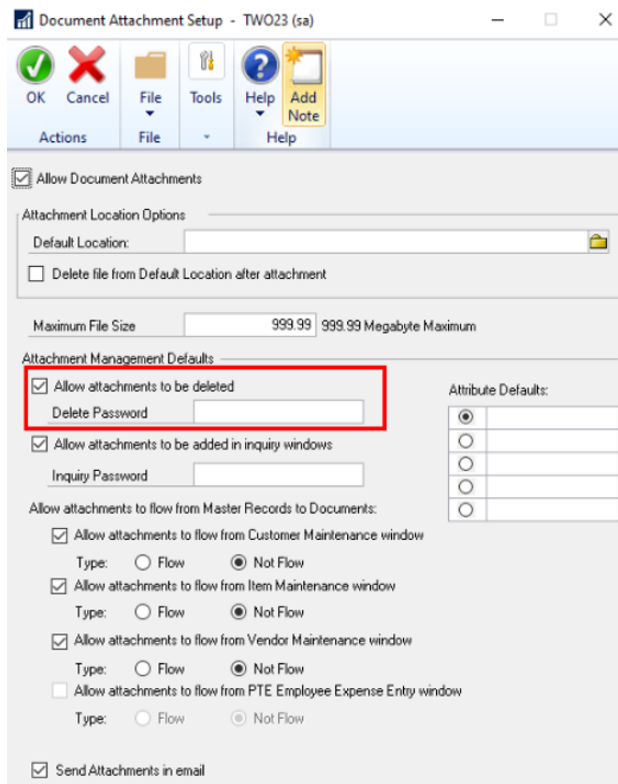 Document Attachment Setup - TWO23 (sa)
OK Cancel File Tools Help Add Note
Actions File Help
Allow Document Attachments
Attachment Location Options
Default Location:
Delete file from Default Location after attachment
Maximum File Size 999.99 999.99 Megabyte Maximum
Attachment Management Defaults
Allow attachments to be deleted Attribute Defaults:
Delete Password
Allow attachments to be added in inquiry windows
Inquiry Password
Allow attachments to flow from Master Records to Documents:
Allow attachments to flow from Customer Maintenance window
Type: Flow Not Flow
Allow attachments to flow from Item Maintenance window
Type: Flow Not Flow
Allow attachments to flow from Vendor Maintenance window
Type: Flow Not Flow
Allow attachments to flow from PTE Employee Expense Entry window
Type: Flow Not Flow
Send Attachments in email